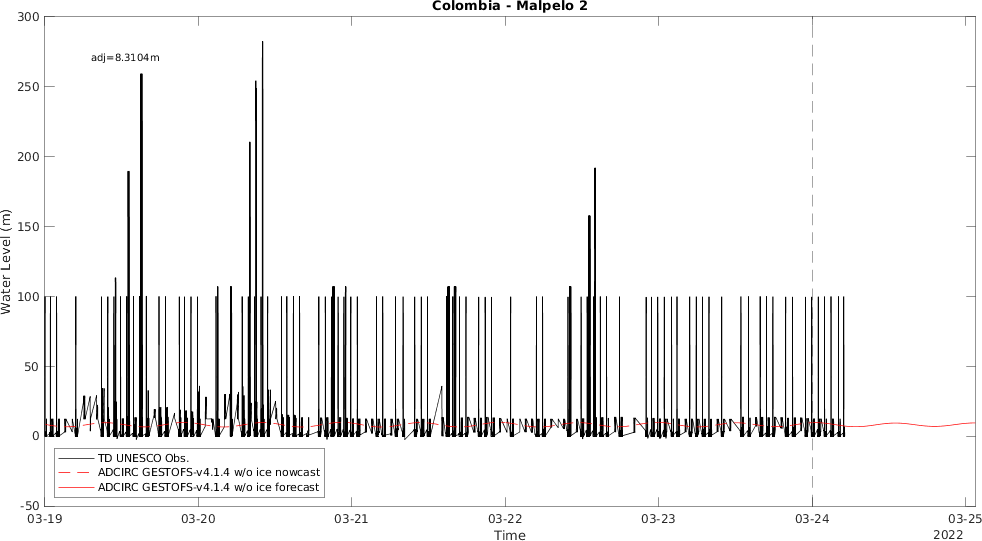 Colombia - Malpelo 2
300
250
200
150
100
50
0
-50
Water Level (m)
adj=8.3104m
TD UNESCO Obs.
ADCIRC GESTOFS-v4.1.4 w/o ice nowcast
ADCIRC GESTOFS-v4.1.4 w/o ice forecast
03-19 03-20 03-21 03-22 03-23 03-24 03-25
Time
2022